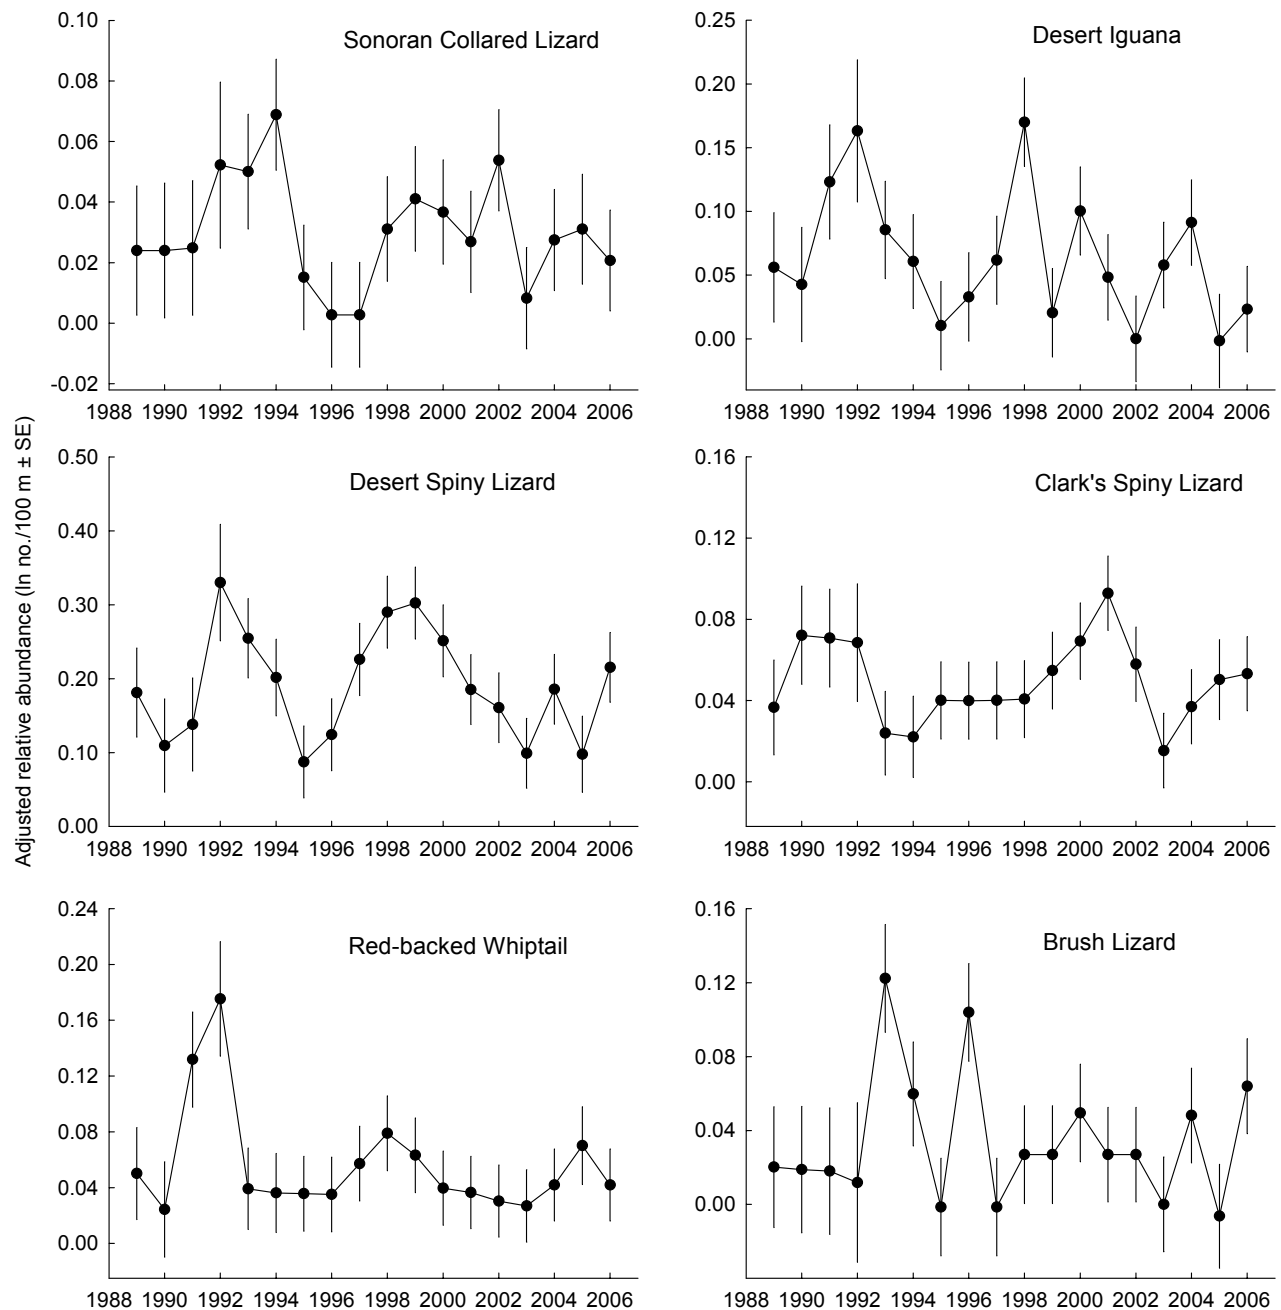 Adjusted relative abundance (ln no./100 m ± SE)
Sonoran Collared Lizard
0.10
0.08
0.06
0.04
0.02
0.00
-0.02
1988 1990 1992 1994 1996 1998 2000 2002 2004 2006
Desert Iguana
0.25
0.20
0.15
0.10
0.05
0.00
1988 1990 1992 1994 1996 1998 2000 2002 2004 2006
Desert Spiny Lizard
0.50
0.40
0.30
0.20
0.10
0.00
1988 1990 1992 1994 1996 1998 2000 2002 2004 2006
Clark's Spiny Lizard
0.16
0.12
0.08
0.04
0.00
1988 1990 1992 1994 1996 1998 2000 2002 2004 2006
Red-backed Whiptail
0.24
0.20
0.16
0.12
0.08
0.04
0.00
1988 1990 1992 1994 1996 1998 2000 2002 2004 2006
Brush Lizard
0.16
0.12
0.08
0.04
0.00
1988 1990 1992 1994 1996 1998 2000 2002 2004 2006